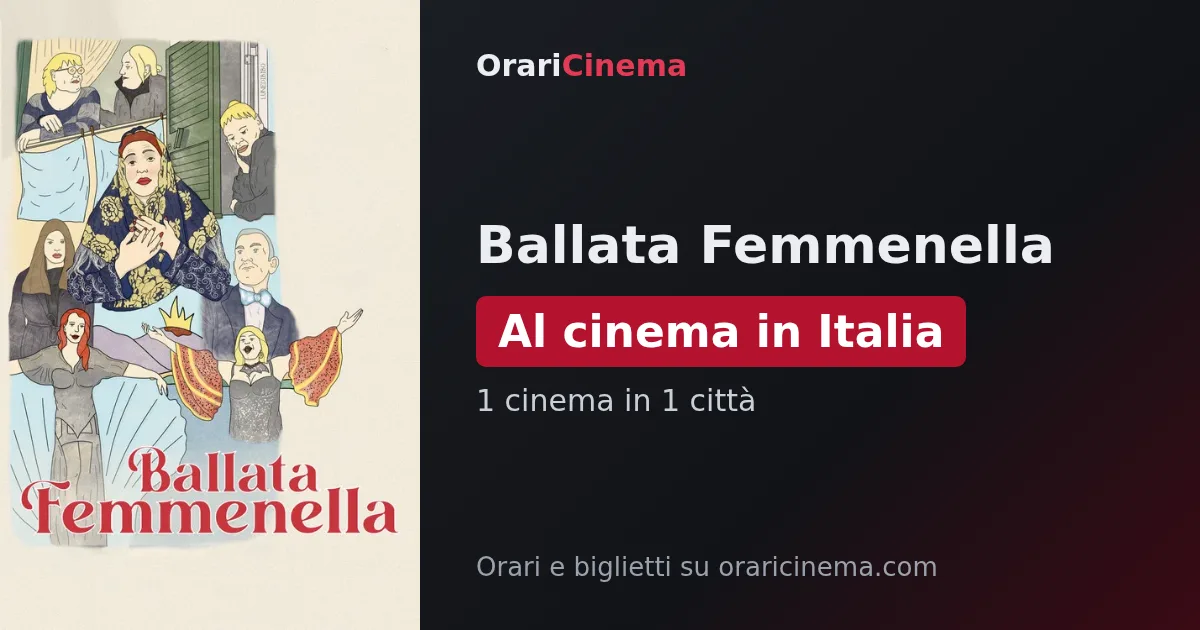 Ballata
Femmenella
OrariCinema
Ballata Femmenella
Al cinema in Italia
1 cinema in 1 città
Orari e biglietti su oraricinema.com